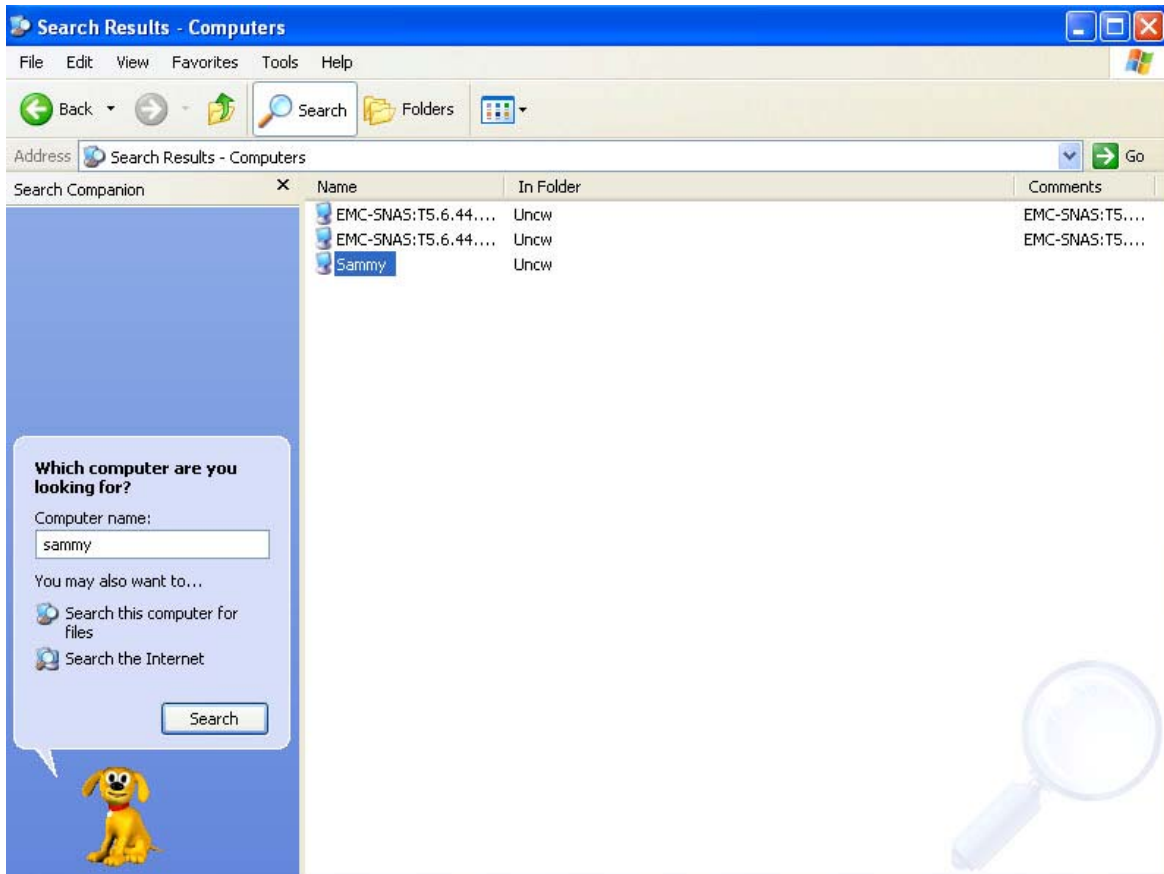 Search Results - Computers
File Edit View Favorites Tools Help
Back Search Folders
Address Search Results - Computers Go
Search Companion
Name In Folder Comments
EMC-SNAS:T5.6.44.... Uncw EMC-SNAS:T5....
EMC-SNAS:T5.6.44.... Uncw EMC-SNAS:T5....
Sammy Uncw
Which computer are you
looking for?
Computer name:
sammy
You may also want to...
Search this computer for
files
Search the Internet
Search